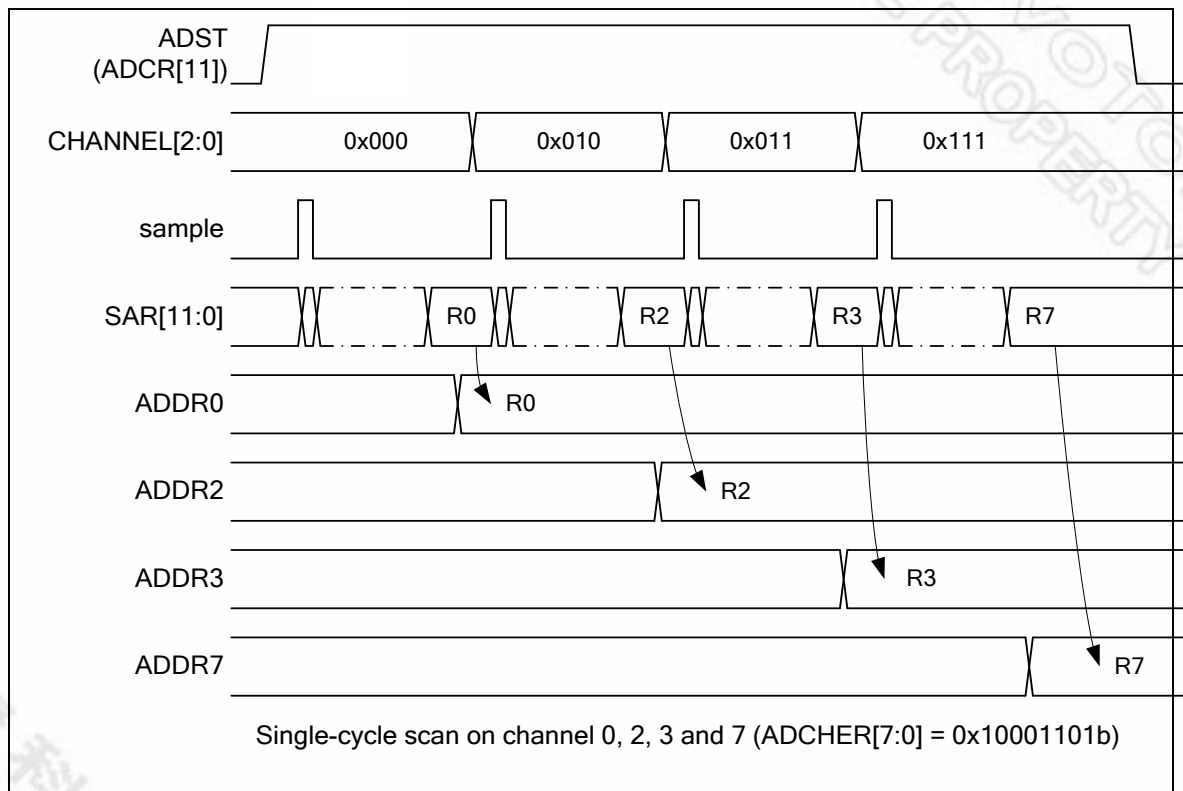 ADST
(ADCR[11])
CHANNEL[2:0]
0x000
0x010
0x011
0x111
sample
SAR[11:0]
R0
R2
R3
R7
ADDR0
R0
ADDR2
R2
ADDR3
R3
ADDR7
R7
Single-cycle scan on channel 0, 2, 3 and 7 (ADCHER[7:0] = 0x10001101b)